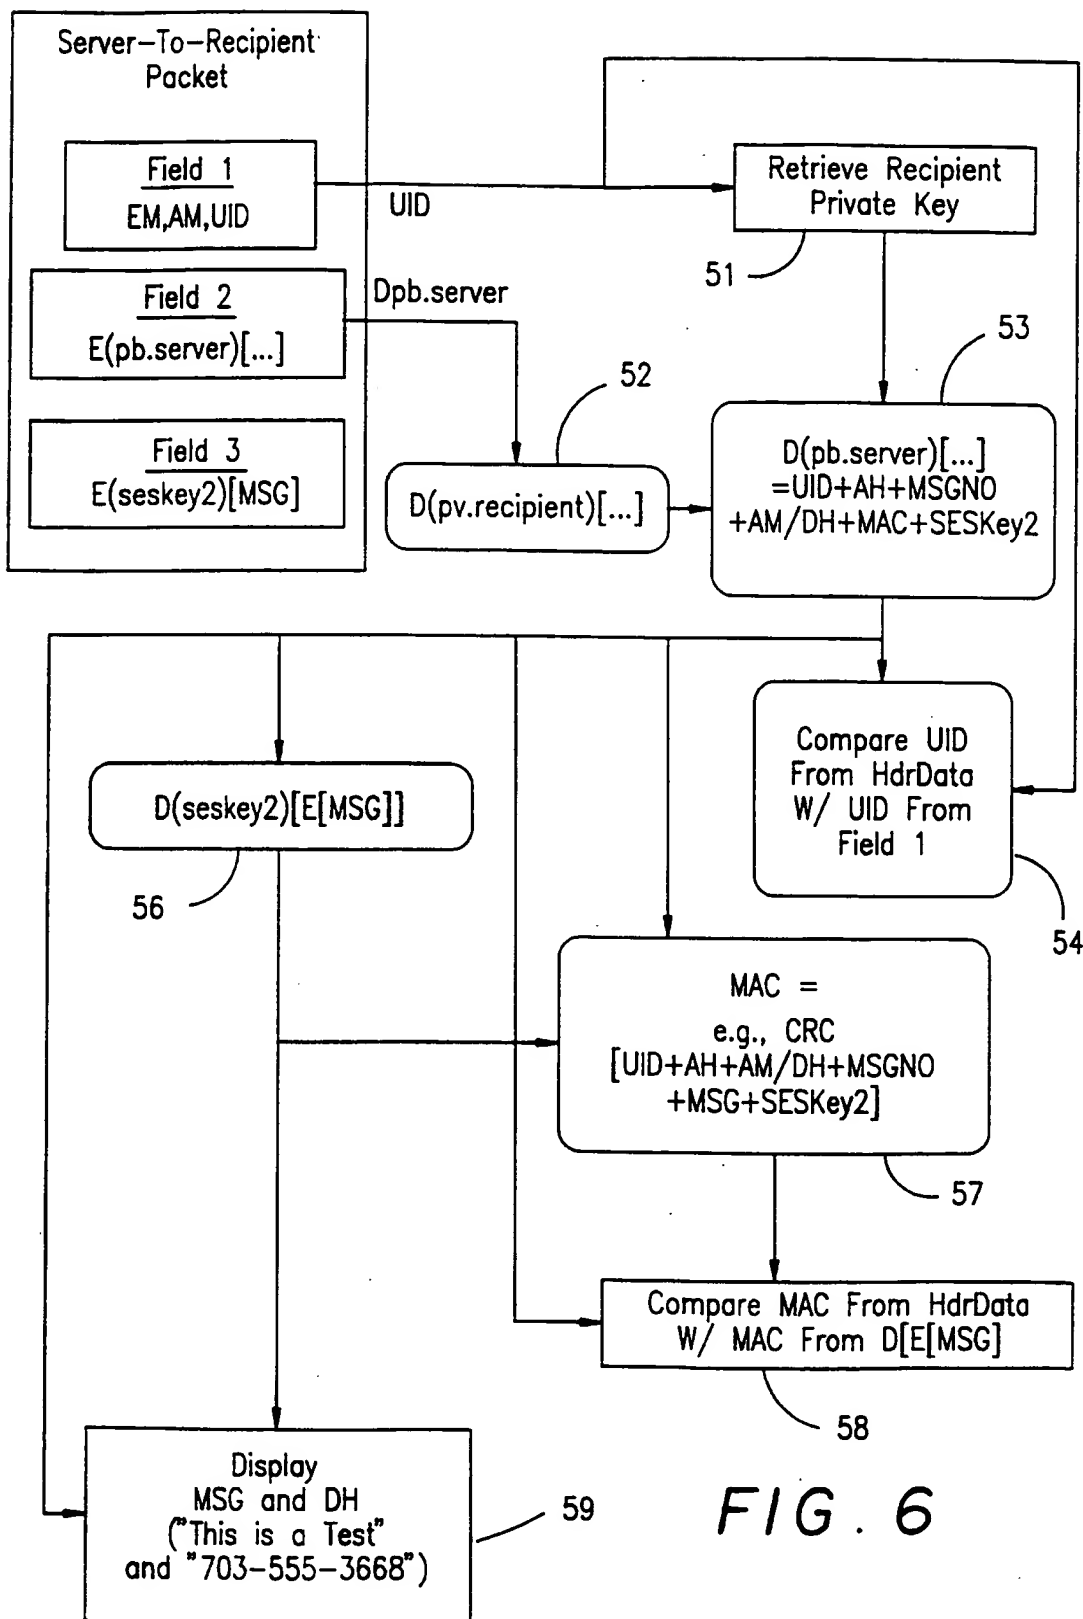 Server-To-Recipient
Packet
Field 1
EM,AM,UID
UID
Retrieve Recipient
Private Key
51
Field 2
E(pb.server)[...]
Dpb.server
Field 3
E(seskey2)[MSG]
52
D(pv.recipient)[...]
53
D(pb.server)[...]
=UID+AH+MSGNO
+AM/DH+MAC+SESKey2
Compare UID
From HdrData
W/ UID From
Field 1
54
D(seskey2)[E[MSG]]
56
MAC =
e.g., CRC
[UID+AH+AM/DH+MSGNO
+MSG+SESKey2]
57
Compare MAC From HdrData
W/ MAC From D[E[MSG]
58
Display
MSG and DH
("This is a Test"
and "703-555-3668")
59
FIG. 6